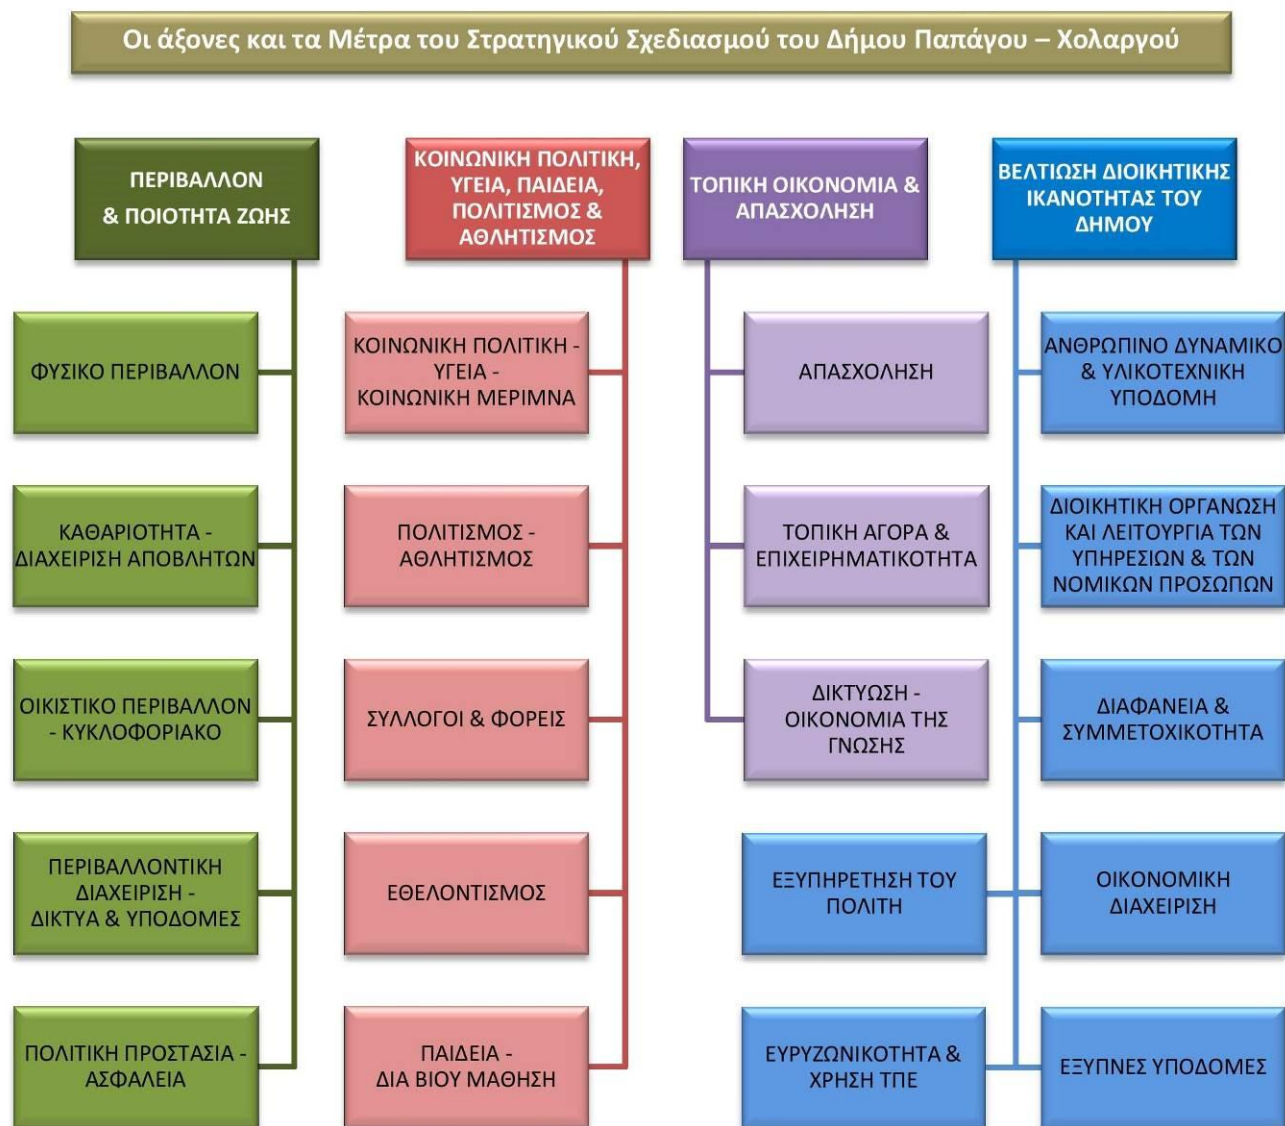 Οι άξονες και τα Μέτρα του Στρατηγικού Σχεδιασμού του Δήμου Παπάγου – Χολαργού
ΠΕΡΙΒΑΛΛΟΝ
& ΠΟΙΟΤΗΤΑ ΖΩΗΣ
ΦΥΣΙΚΟ ΠΕΡΙΒΑΛΛΟΝ
ΚΑΘΑΡΙΟΤΗΤΑ -
ΔΙΑΧΕΙΡΙΣΗ ΑΠΟΒΛΗΤΩΝ
ΟΙΚΙΣΤΙΚΟ ΠΕΡΙΒΑΛΛΟΝ
- ΚΥΚΛΟΦΟΡΙΑΚΟ
ΠΕΡΙΒΑΛΛΟΝΤΙΚΗ
ΔΙΑΧΕΙΡΙΣΗ -
ΔΙΚΤΥΑ & ΥΠΟΔΟΜΕΣ
ΠΟΛΙΤΙΚΗ ΠΡΟΣΤΑΣΙΑ -
ΑΣΦΑΛΕΙΑ
ΚΟΙΝΩΝΙΚΗ ΠΟΛΙΤΙΚΗ,
ΥΓΕΙΑ, ΠΑΙΔΕΙΑ,
ΠΟΛΙΤΙΣΜΟΣ &
ΑΘΛΗΤΙΣΜΟΣ
ΚΟΙΝΩΝΙΚΗ ΠΟΛΙΤΙΚΗ -
ΥΓΕΙΑ -
ΚΟΙΝΩΝΙΚΗ ΜΕΡΙΜΝΑ
ΠΟΛΙΤΙΣΜΟΣ -
ΑΘΛΗΤΙΣΜΟΣ
ΣΥΛΛΟΓΟΙ & ΦΟΡΕΙΣ
ΕΘΕΛΟΝΤΙΣΜΟΣ
ΠΑΙΔΕΙΑ -
ΔΙΑ ΒΙΟΥ ΜΑΘΗΣΗ
ΤΟΠΙΚΗ ΟΙΚΟΝΟΜΙΑ &
ΑΠΑΣΧΟΛΗΣΗ
ΑΠΑΣΧΟΛΗΣΗ
ΤΟΠΙΚΗ ΑΓΟΡΑ &
ΕΠΙΧΕΙΡΗΜΑΤΙΚΟΤΗΤΑ
ΔΙΚΤΥΩΣΗ -
ΟΙΚΟΝΟΜΙΑ ΤΗΣ
ΓΝΩΣΗΣ
ΒΕΛΤΙΩΣΗ ΔΙΟΙΚΗΤΙΚΗΣ
ΙΚΑΝΟΤΗΤΑΣ ΤΟΥ
ΔΗΜΟΥ
ΑΝΘΡΩΠΙΝΟ ΔΥΝΑΜΙΚΟ
& ΥΛΙΚΟΤΕΧΝΙΚΗ
ΥΠΟΔΟΜΗ
ΔΙΟΙΚΗΤΙΚΗ ΟΡΓΑΝΩΣΗ
ΚΑΙ ΛΕΙΤΟΥΡΓΙΑ ΤΩΝ
ΥΠΗΡΕΣΙΩΝ & ΤΩΝ
ΝΟΜΙΚΩΝ ΠΡΟΣΩΠΩΝ
ΔΙΑΦΑΝΕΙΑ &
ΣΥΜΜΕΤΟΧΙΚΟΤΗΤΑ
ΕΞΥΠΗΡΕΤΗΣΗ ΤΟΥ
ΠΟΛΙΤΗ
ΟΙΚΟΝΟΜΙΚΗ
ΔΙΑΧΕΙΡΙΣΗ
ΕΥΡΥΖΩΝΙΚΟΤΗΤΑ &
ΧΡΗΣΗ ΤΠΕ
ΕΞΥΠΝΕΣ ΥΠΟΔΟΜΕΣ